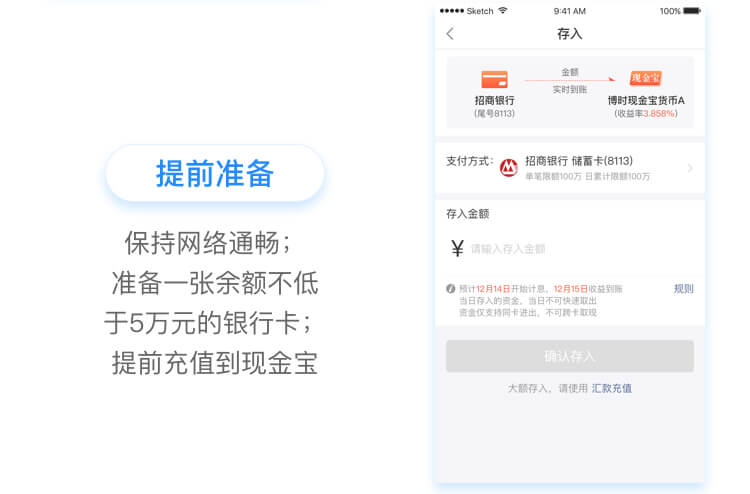 提前准备
保持网络通畅；
准备一张余额不低
于5万元的银行卡；
提前充值到现金宝
Sketch 9:41 AM 100%
存入
金额
实时到账
招商银行
(尾号8113)
现金宝
博时现金宝货币A
(收益率3.858%)
支付方式：
招商银行 储蓄卡(8113)
单笔限额100万 日累计限额100万
存入金额
¥ 请输入存入金额
预计12月14日开始计息，12月15日收益到账
规则
当日存入的资金，当日不可快速取出
资金仅支持同卡进出，不可跨卡取现
确认存入
大额存入，请使用 汇款充值